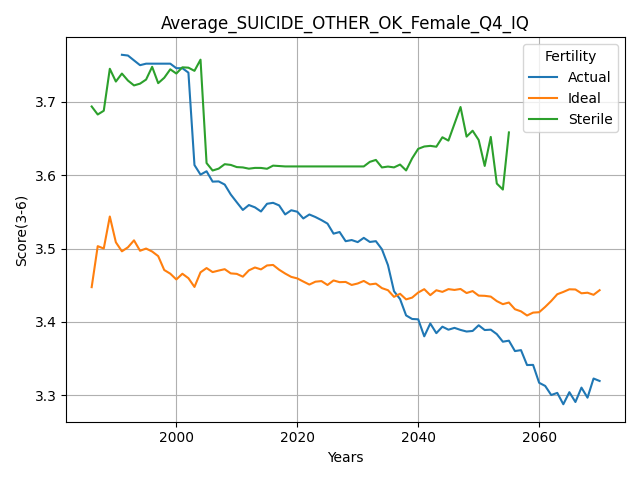 Average_SUICIDE_OTHER_OK_Female_Q4_IQ
Fertility
Actual
Ideal
Sterile
Score(3-6)
3.7
3.6
3.5
3.4
3.3
2000 2020 2040 2060
Years